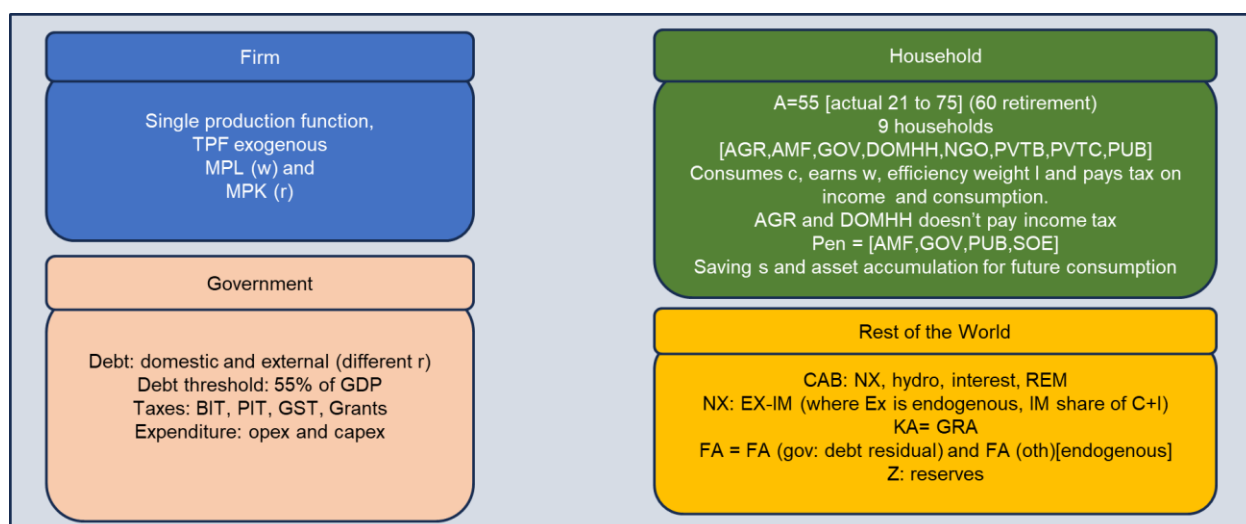 Firm
Single production function,
TPF exogenous
MPL (w) and
MPK (r)
Government
Debt: domestic and external (different r)
Debt threshold: 55% of GDP
Taxes: BIT, PIT, GST, Grants
Expenditure: opex and capex
Household
A=55 [actual 21 to 75] (60 retirement)
9 households
[AGR,AMF,GOV,DOMHH,NGO,PVTB,PVTC,PUB]
Consumes c, earns w, efficiency weight l and pays tax on
income and consumption.
AGR and DOMHH doesn't pay income tax
Pen = [AMF,GOV,PUB,SOE]
Saving s and asset accumulation for future consumption
Rest of the World
CAB: NX, hydro, interest, REM
NX: EX-IM (where Ex is endogenous, IM share of C+I)
KA= GRA
FA = FA (gov: debt residual) and FA (oth)[endogenous]
Z: reserves